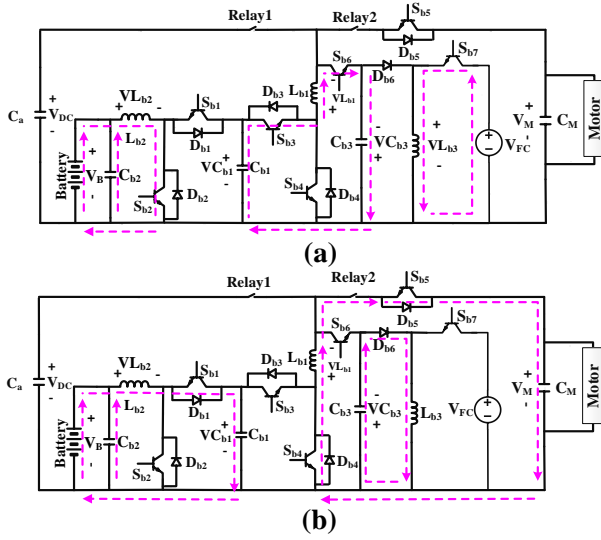 Relay1
Relay2
Sb5
Db5
Sb6
Sb7
Db6
Lb1
VLb1
VLb2
Sb1
Db3
Ca
VDC
Lb2
Db1
Sb3
Cb3
VCb3
VLb3
VFC
VM
CM
Motor
Battery
VB
Cb2
VCb1
Cb1
Sb2
Db2
Sb4
Db4
(a)
Relay1
Relay2
Sb5
Db5
Sb6
Sb7
Db6
Lb1
VLb1
VLb2
Sb1
Db3
Ca
VDC
Lb2
Db1
Sb3
Cb3
VCb3
Lb3
VFC
VM
CM
Motor
Battery
VB
Cb2
VCb1
Cb1
Sb2
Db2
Sb4
Db4
(b)